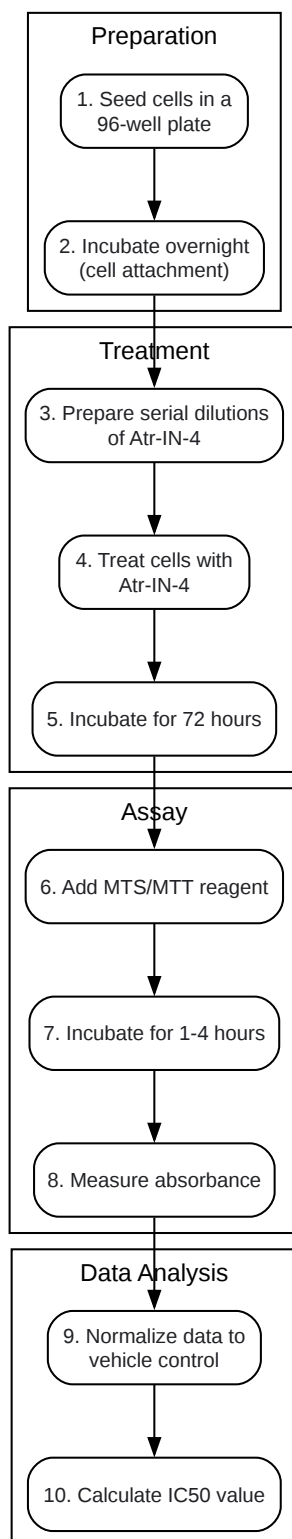 Preparation
1. Seed cells in a
96-well plate
2. Incubate overnight
(cell attachment)
Treatment
3. Prepare serial dilutions
of Atr-IN-4
4. Treat cells with
Atr-IN-4
5. Incubate for 72 hours
Assay
6. Add MTS/MTT reagent
7. Incubate for 1-4 hours
8. Measure absorbance
Data Analysis
9. Normalize data to
vehicle control
10. Calculate IC50 value